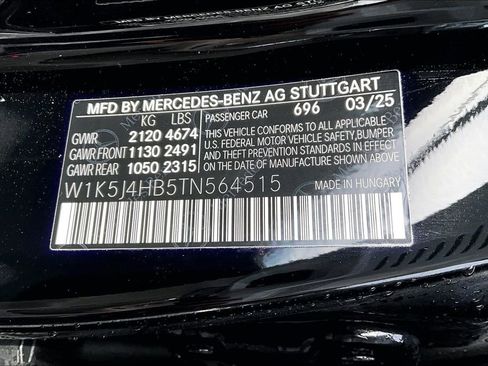 MFD BY MERCEDES-BENZ AG STUTTGART
KG LBS PASSENGER CAR 696 03/25
GVWR 2120 4674
GAWR FRONT 1130 2491
GAWR REAR 1050 2315
THIS VEHICLE CONFORMS TO ALL APPLICABLE
U.S. FEDERAL MOTOR VEHICLE SAFETY, BUMPER
AND THEFT PREVENTION STANDARDS IN EFFECT
ON THE DATE OF MANUFACTURE SHOWN ABOVE.
W1K5J4HB5TN564515 MADE IN HUNGARY